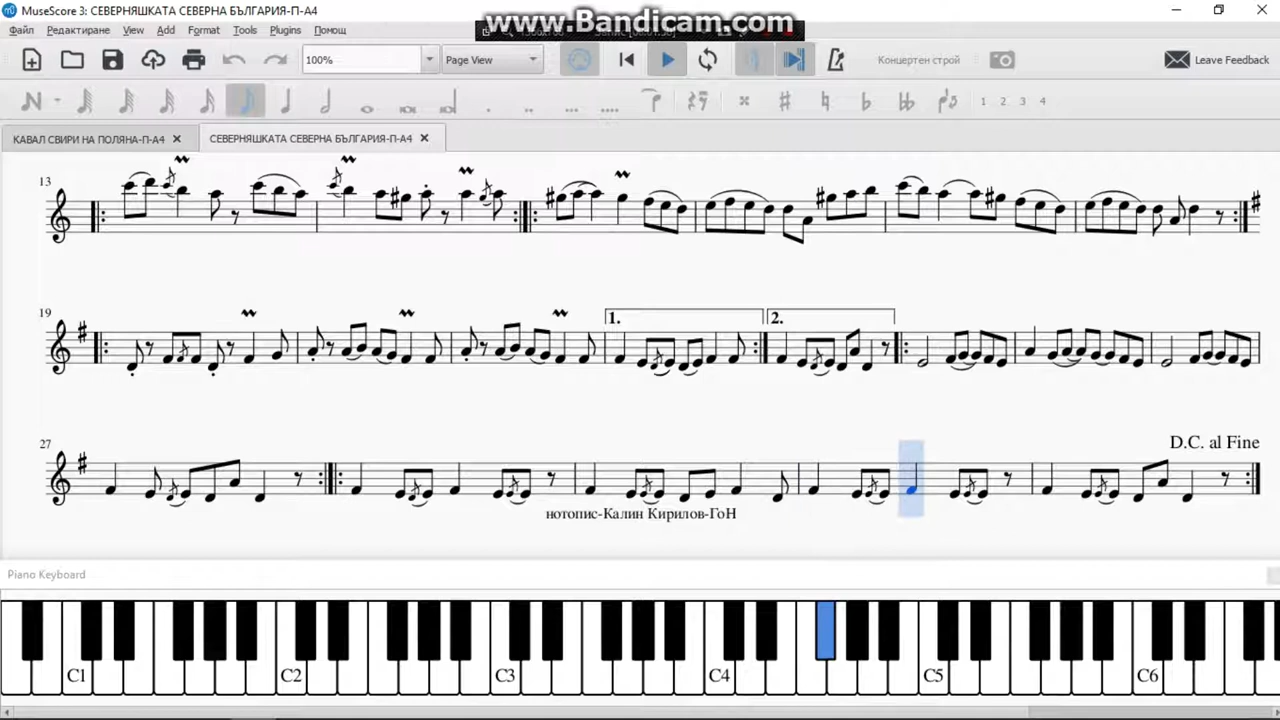 MuseScore 3: СЕВЕРНЯШКАТА СЕВЕРНА БЪЛГАРИЯ-П-А4
www.Bandicam.com
Файл Редактиране View Add Format Tools Plugins Помощ
100% Page View Концертен строй Leave Feedback
1 2 3 4
КАВАЛ СВИРИ НА ПОЛЯНА-П-А4 СЕВЕРНЯШКАТА СЕВЕРНА БЪЛГАРИЯ-П-А4
13
19
1. 2.
27
D.C. al Fine
нотопис-Калин Кирилов-ГоН
Piano Keyboard
C1 C2 C3 C4 C5 C6